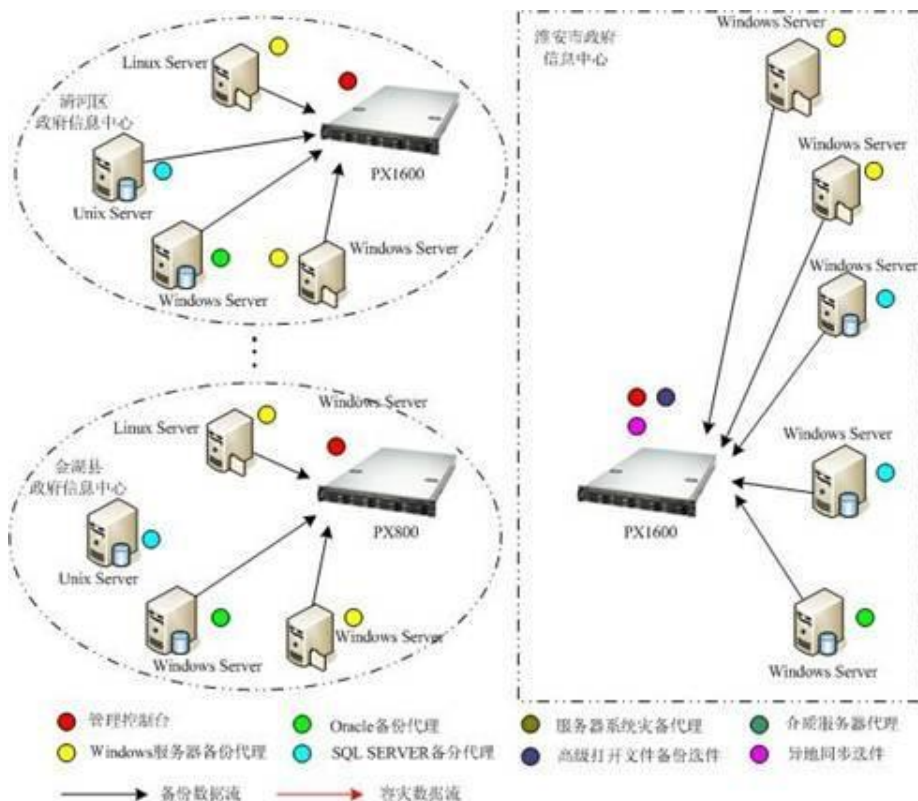 Windows Server
Linux Server
清河区
政府信息中心
PX1600
Unix Server
Windows Server
Windows Server
淮安市政府
信息中心
Windows Server
Windows Server
Windows Server
Windows Server
PX1600
Windows Server
Linux Server
金湖县
政府信息中心
PX800
Unix Server
Windows Server
Windows Server
管理控制台
Oracle备份代理
服务器系统灾备代理
介质服务器代理
Windows服务器备份代理
SQL SERVER备分代理
高级打开文件备份选件
异地同步选件
备份数据流
容灾数据流